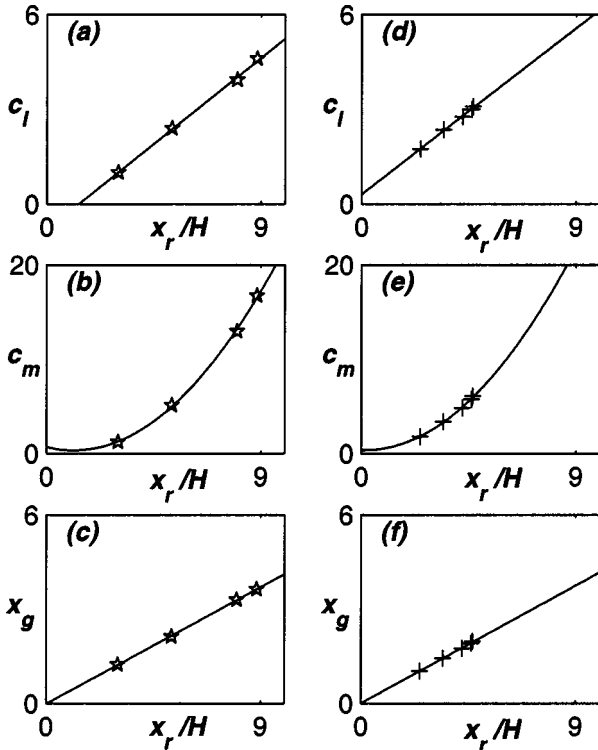 6 (a) 6 (d)
c_l c_l
0 0
0 x_r/H 9 0 x_r/H 9
20 (b) 20 (e)
c_m c_m
0 0
0 x_r/H 9 0 x_r/H 9
6 (c) 6 (f)
x_g x_g
0 0
0 x_r/H 9 0 x_r/H 9